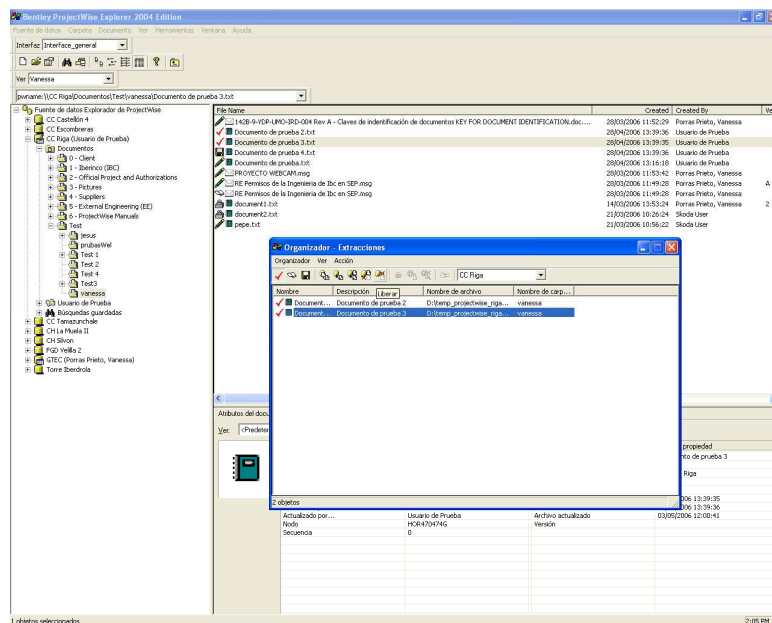 Bentley ProjectWise Explorer 2004 Edition
Fuente de datos Carpeta Documento Ver Herramientas Ventana Ayuda
Interfaz Interface_general
Ver Vanessa
pwname:\\CC Riga\Documentos\Test\vanessa\Documento de prueba 3.txt
Fuente de datos Explorador de ProjectWise
CC Castellón 4
CC Escombreras
CC Riga (Usuario de Prueba)
Documentos
0 - Client
1 - Iberinco (IBC)
2 - Official Project and Authorizations
3 - Pictures
4 - Suppliers
5 - External Engineering (EE)
6 - ProjectWise Manuals
Test
jesus
prubasWel
Test 1
Test 2
Test 4
Test3
vanessa
Usuario de Prueba
Búsquedas guardadas
CC Tamazunchale
CH La Muela II
CH Silvon
FGD Velilla 2
GTEC (Porras Prieto, Vanessa)
Torre Iberdrola
File Name Created Created By Ve
142B-9-YDP-UMO-IRD-004 Rev A - Claves de indentificación de documentos KEY FOR DOCUMENT IDENTIFICATION.doc.... 28/03/2006 11:52:29 Porras Prieto, Vanessa
Documento de prueba 2.txt 28/04/2006 13:39:36 Usuario de Prueba
Documento de prueba 3.txt 28/04/2006 13:39:35 Usuario de Prueba
Documento de prueba 4.txt 28/04/2006 13:39:36 Usuario de Prueba
Documento de prueba.txt 28/04/2006 13:16:18 Usuario de Prueba
PROYECTO WEBCAM.msg 28/03/2006 11:53:42 Porras Prieto, Vanessa
RE Permisos de la Ingenieria de Ibc en SEP.msg 28/03/2006 11:49:28 Porras Prieto, Vanessa A
RE Permisos de la Ingenieria de Ibc en SEP.msg 28/03/2006 11:49:28 Porras Prieto, Vanessa
document1.txt 14/03/2006 13:53:24 Porras Prieto, Vanessa 2
document2.txt 21/03/2006 10:26:24 Skoda User
pepe.txt 21/03/2006 10:56:22 Skoda User
Organizador - Extracciones
Organizador Ver Acción
CC Riga
Nombre Descripción Nombre de archivo Nombre de carp...
Liberar
Document... Documento de prueba 2 D:\temp_projectwise_riga... vanessa
Document... Documento de prueba 3 D:\temp_projectwise_riga... vanessa
2 objetos
Atributos del docu
Ver: <Predeter
propiedad
nto de prueba 3
Riga
006 13:39:35
006 13:39:36
Actualizado por... Usuario de Prueba Archivo actualizado 03/05/2006 12:00:41
Nodo HOR470474G Versión
Secuencia 0
1 objetos seleccionados 2:05 PM